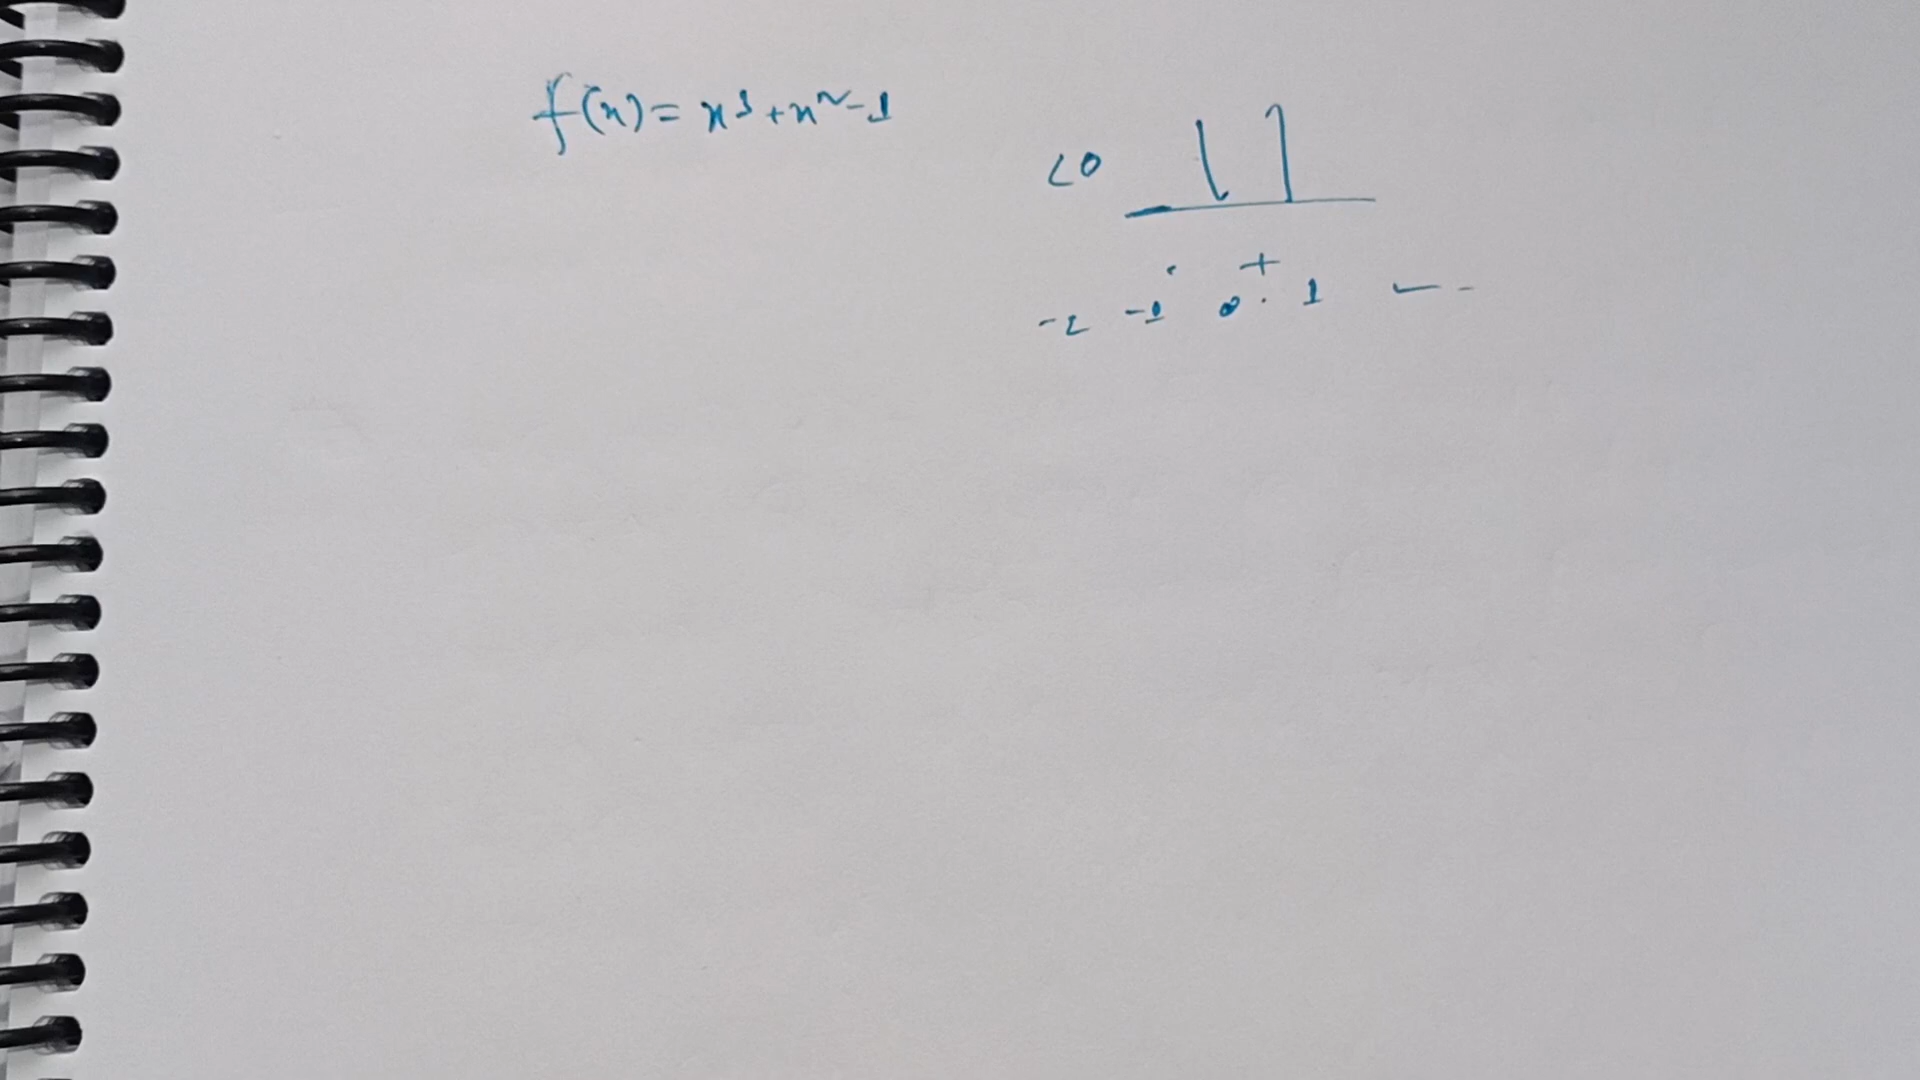 f(x) = x³ + x² - 1
<0
+
-2 -1 0 . 1 - -